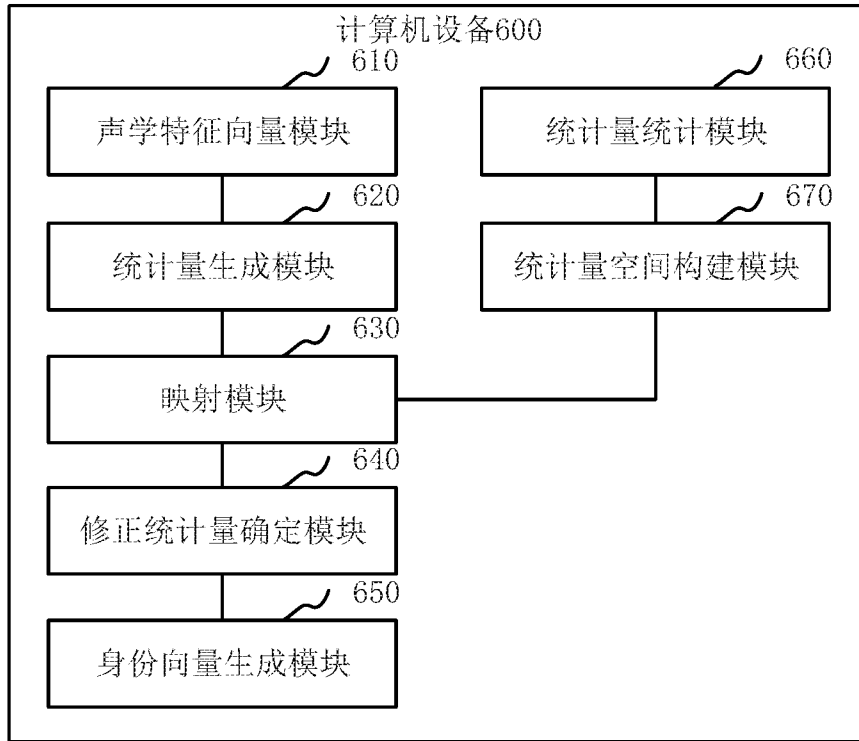 计算机设备600
610
声学特征向量模块
620
统计量生成模块
630
映射模块
640
修正统计量确定模块
650
身份向量生成模块
660
统计量统计模块
670
统计量空间构建模块